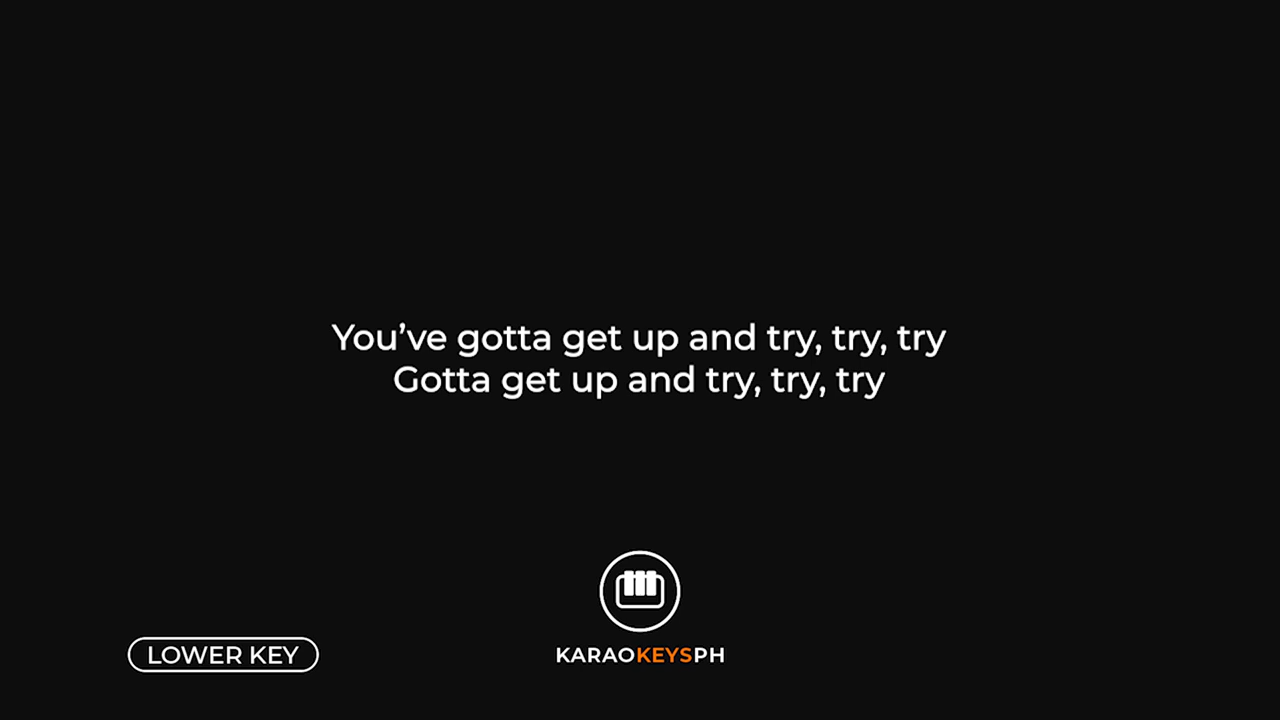 You’ve gotta get up and try, try, try
Gotta get up and try, try, try
LOWER KEY
KARAOKEYSPH